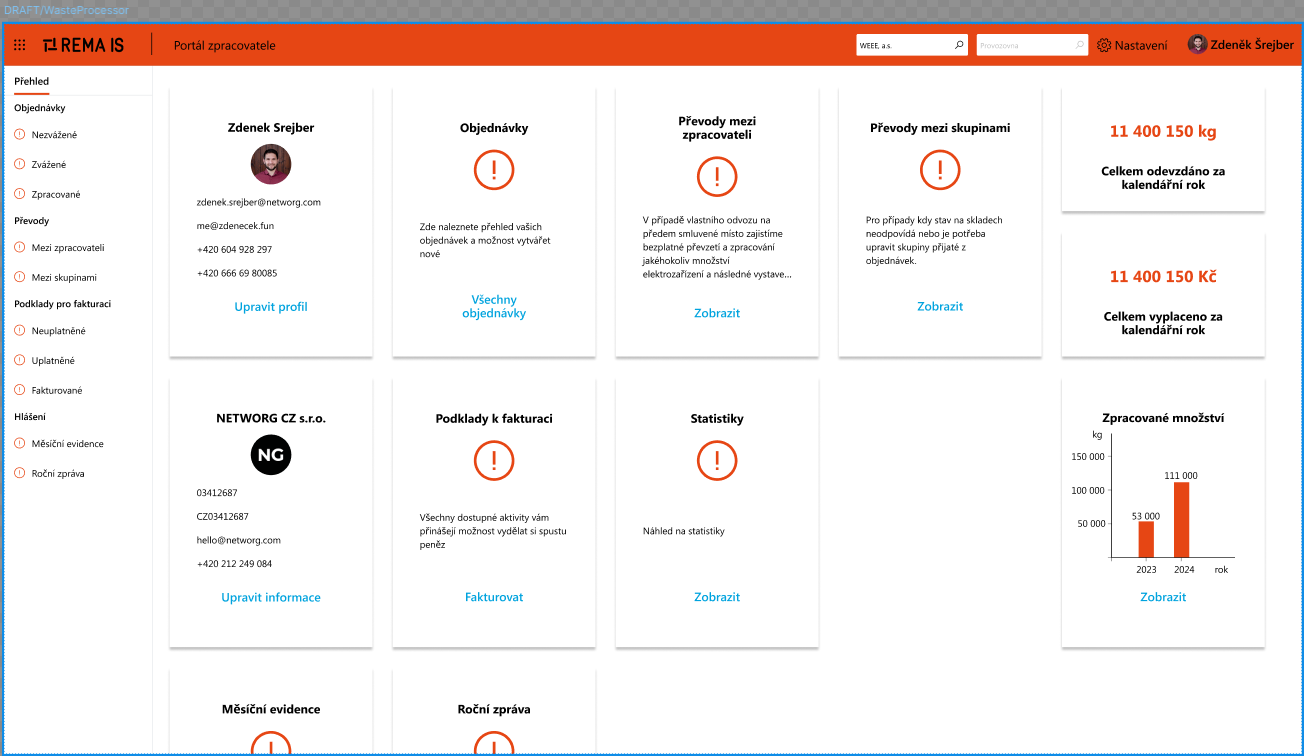 DRAFT/WasteProcessor
REMA IS
Portál zpracovatele
WEEE, a.s.
Provozovna
Nastavení
Zdeněk Šrejber
Přehled
Objednávky
Nezvážené
Zvážené
Zpracované
Převody
Mezi zpracovateli
Mezi skupinami
Podklady pro fakturaci
Neuplatněné
Uplatněné
Fakturované
Hlášení
Měsíční evidence
Roční zpráva
Zdenek Srejber
zdenek.srejber@networg.com
me@zdenecek.fun
+420 604 928 297
+420 666 69 80085
Upravit profil
Objednávky
Zde naleznete přehled vašich
objednávek a možnost vytvářet
nové
Všechny
objednávky
Převody mezi
zpracovateli
V případě vlastního odvozu na
předem smluvené místo zajistíme
bezplatné převzetí a zpracování
jakéhokoliv množství
elektrozařízení a následné vystave...
Zobrazit
Převody mezi skupinami
Pro případy kdy stav na skladech
neodpovídá nebo je potřeba
upravit skupiny přijaté z
objednávek.
Zobrazit
11 400 150 kg
Celkem odevzdáno za
kalendářní rok
11 400 150 Kč
Celkem vyplaceno za
kalendářní rok
NETWORG CZ s.r.o.
NG
03412687
CZ03412687
hello@networg.com
+420 212 249 084
Upravit informace
Podklady k fakturaci
Všechny dostupné aktivity vám
přinášejí možnost vydělat si spustu
peněz
Fakturovat
Statistiky
Náhled na statistiky
Zobrazit
Zpracované množství
kg
150 000
100 000
50 000
53 000
111 000
2023
2024
rok
Zobrazit
Měsíční evidence
Roční zpráva